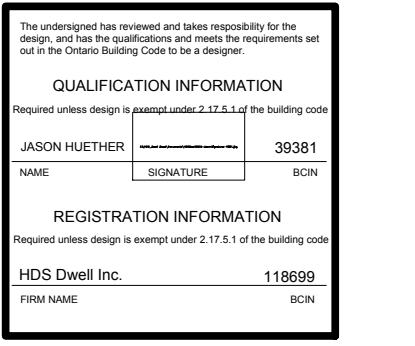 The undersigned has reviewed and takes resposibility for the
design, and has the qualifications and meets the requirements set
out in the Ontario Building Code to be a designer.
QUALIFICATION INFORMATION
Required unless design is exempt under 2.17.5.1 of the building code
JASON HUETHER 39381
NAME SIGNATURE BCIN
REGISTRATION INFORMATION
Required unless design is exempt under 2.17.5.1 of the building code
HDS Dwell Inc. 118699
FIRM NAME BCIN